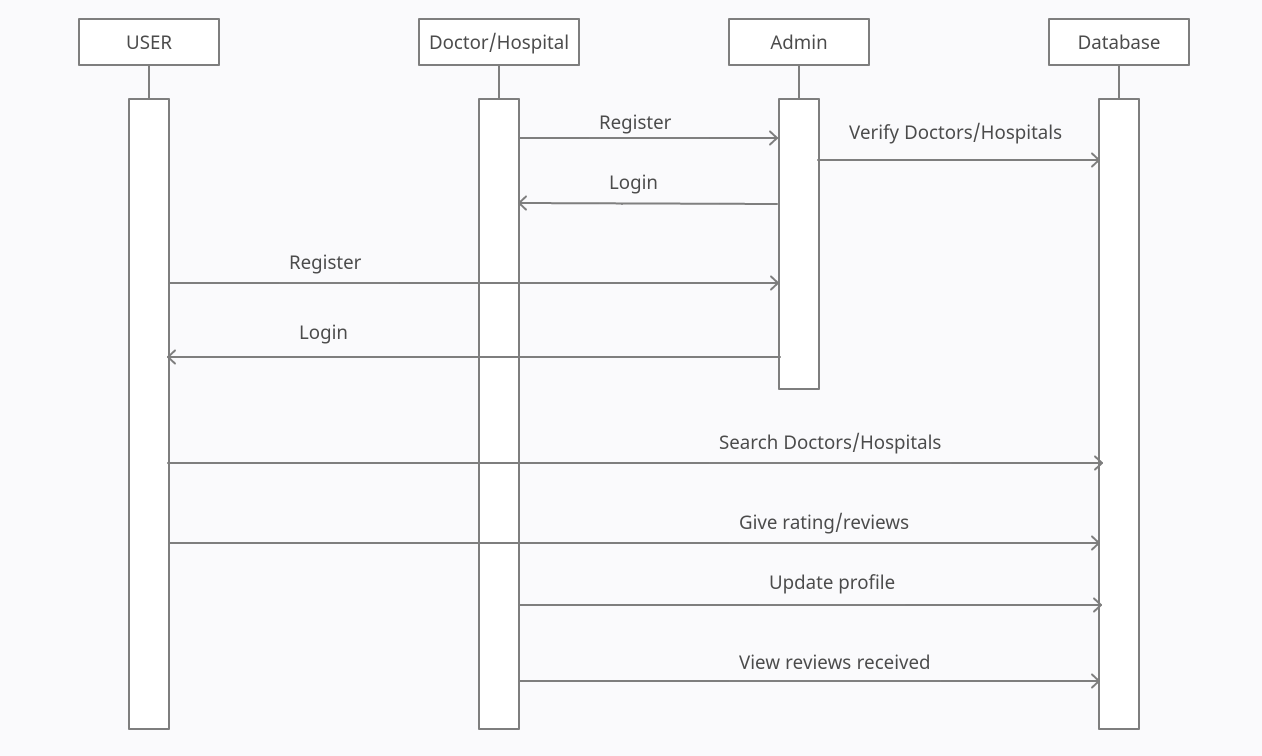 USER
Doctor/Hospital
Admin
Database
Register
Verify Doctors/Hospitals
Login
Register
Login
Search Doctors/Hospitals
Give rating/reviews
Update profile
View reviews received